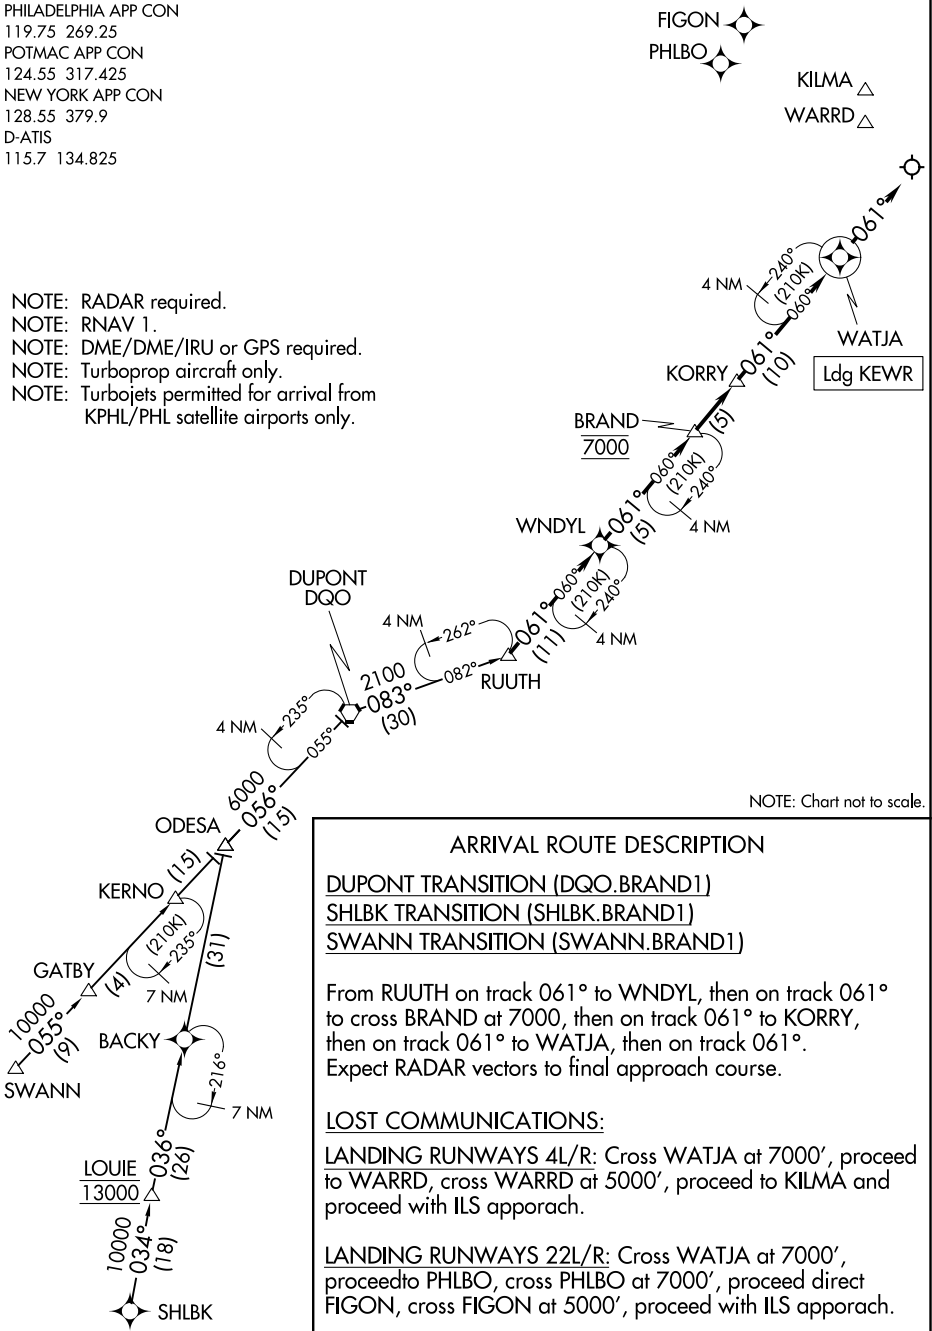 PHILADELPHIA APP CON
119.75 269.25
POTMAC APP CON
124.55 317.425
NEW YORK APP CON
128.55 379.9
D-ATIS
115.7 134.825
FIGON
PHLBO
KILMA
WARRD
NOTE: RADAR required.
NOTE: RNAV 1.
NOTE: DME/DME/IRU or GPS required.
NOTE: Turboprop aircraft only.
NOTE: Turbojets permitted for arrival from
KPHL/PHL satellite airports only.
061°
240°
(210K)
060°
4 NM
WATJA
Ldg KEWR
KORRY
061°
(10)
BRAND
7000
(5)
060°
(210K)
240°
4 NM
061°
(5)
WNDYL
060°
(210K)
240°
4 NM
061°
(11)
DUPONT
DQO
4 NM
262°
082°
RUUTH
2100
083°
(30)
4 NM
235°
055°
6000
056°
(15)
NOTE: Chart not to scale.
ODESA
(15)
KERNO
(210K)
235°
7 NM
(31)
GATBY
(4)
10000
055°
(9)
SWANN
BACKY
216°
7 NM
036°
(26)
LOUIE
13000
10000
034°
(18)
SHLBK
ARRIVAL ROUTE DESCRIPTION
DUPONT TRANSITION (DQO.BRAND1)
SHLBK TRANSITION (SHLBK.BRAND1)
SWANN TRANSITION (SWANN.BRAND1)
From RUUTH on track 061° to WNDYL, then on track 061°
to cross BRAND at 7000, then on track 061° to KORRY,
then on track 061° to WATJA, then on track 061°.
Expect RADAR vectors to final approach course.
LOST COMMUNICATIONS:
LANDING RUNWAYS 4L/R: Cross WATJA at 7000', proceed
to WARRD, cross WARRD at 5000', proceed to KILMA and
proceed with ILS apporach.
LANDING RUNWAYS 22L/R: Cross WATJA at 7000',
proceedto PHLBO, cross PHLBO at 7000', proceed direct
FIGON, cross FIGON at 5000', proceed with ILS apporach.